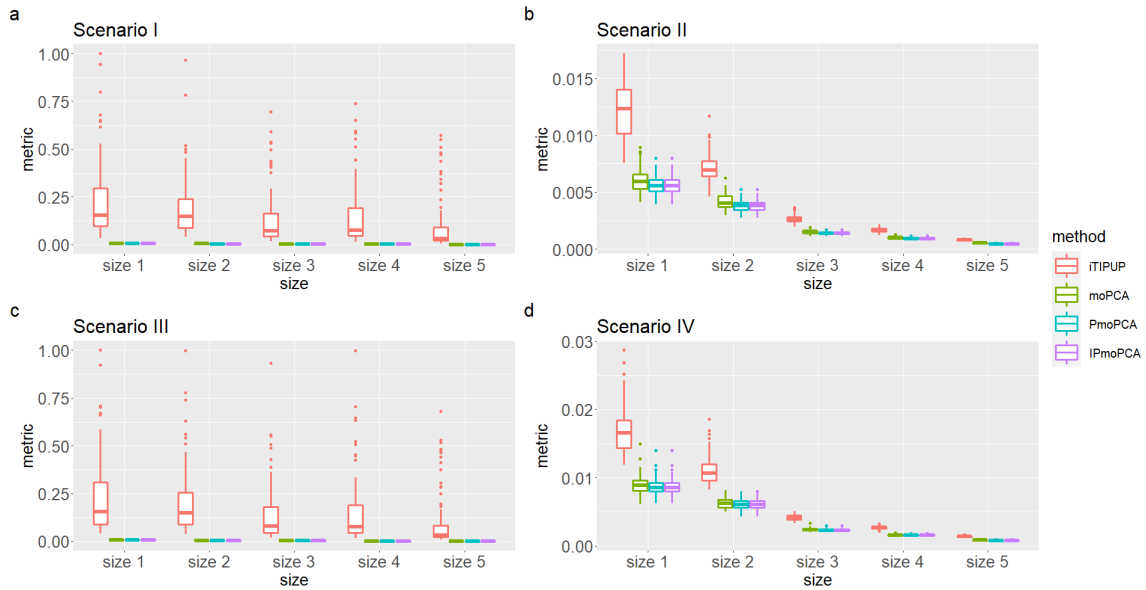 a
Scenario I
1.00
0.75
0.50
0.25
0.00
metric
size 1 size 2 size 3 size 4 size 5
size
b
Scenario II
0.015
0.010
0.005
0.000
metric
size 1 size 2 size 3 size 4 size 5
size
c
Scenario III
1.00
0.75
0.50
0.25
0.00
metric
size 1 size 2 size 3 size 4 size 5
size
d
Scenario IV
0.03
0.02
0.01
0.00
metric
size 1 size 2 size 3 size 4 size 5
size
method
iTIPUP
moPCA
PmoPCA
IPmoPCA